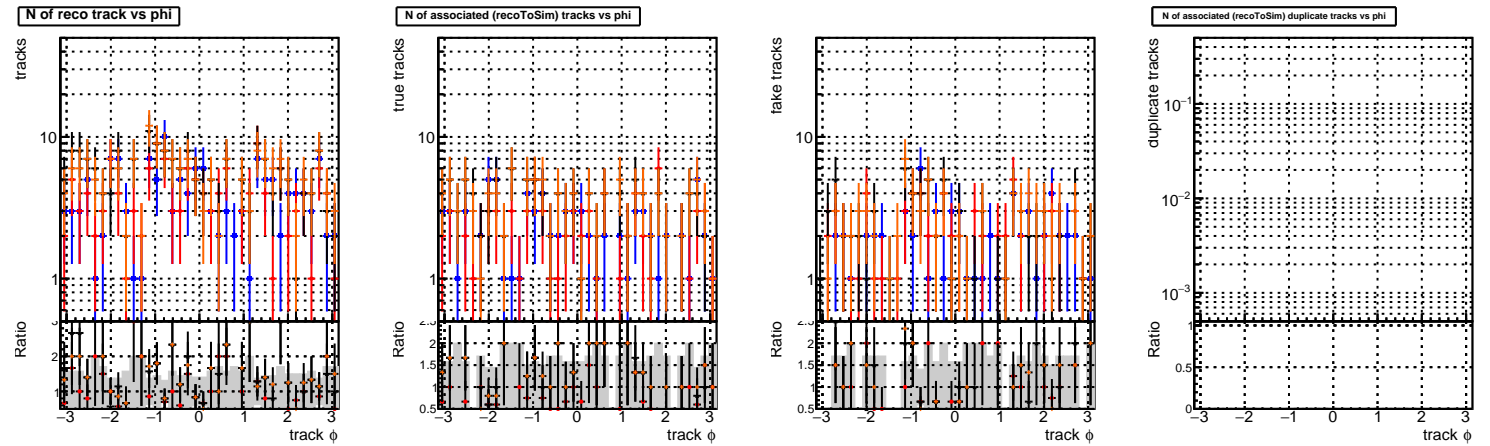 N of reco track vs phi
tracks
10
1
Ratio
3
2
1
−3 −2 −1 0 1 2 3
track ϕ
N of associated (recoToSim) tracks vs phi
true tracks
10
1
Ratio
2.5
2
1.5
1
0.5
−3 −2 −1 0 1 2 3
track ϕ
fake tracks
10
1
Ratio
2.5
2
1.5
1
0.5
−3 −2 −1 0 1 2 3
track ϕ
N of associated (recoToSim) duplicate tracks vs phi
duplicate tracks
10⁻¹
10⁻²
10⁻³
Ratio
1
0.5
0
−3 −2 −1 0 1 2 3
track ϕ